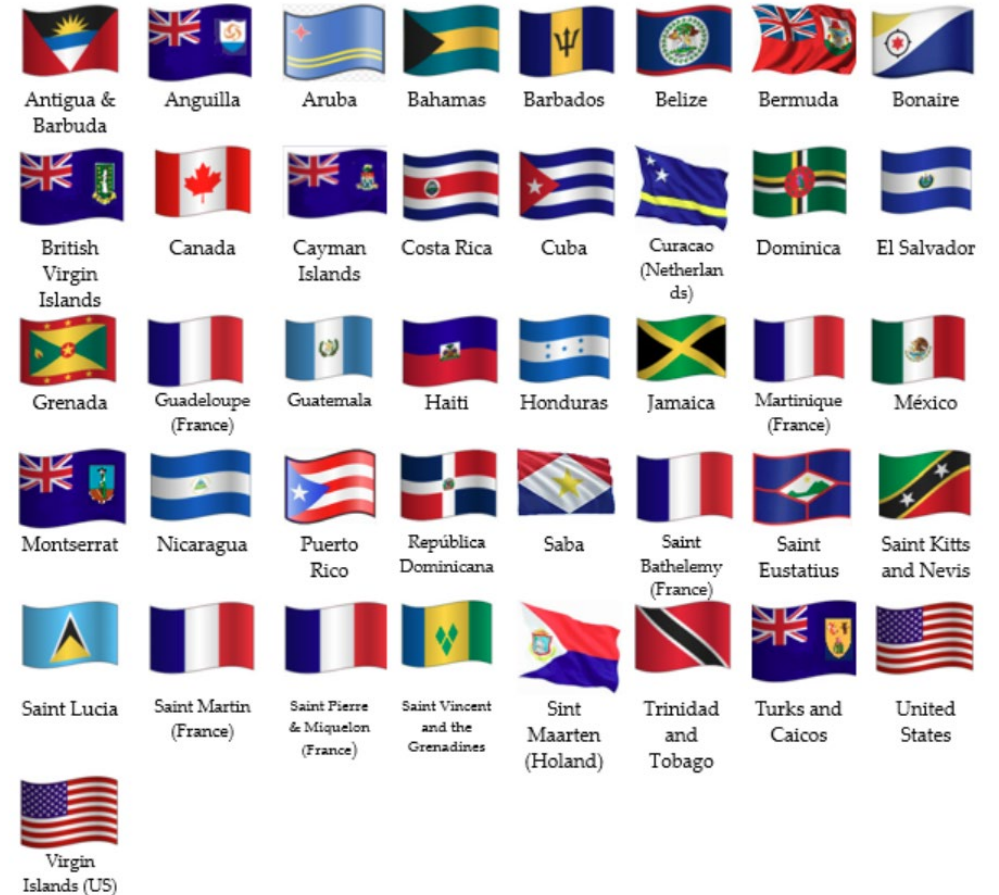 Antigua &
Barbuda
Anguilla
Aruba
Bahamas
Barbados
Belize
Bermuda
Bonaire
British
Virgin
Islands
Canada
Cayman
Islands
Costa Rica
Cuba
Curacao
(Netherlan
ds)
Dominica
El Salvador
Grenada
Guadeloupe
(France)
Guatemala
Haiti
Honduras
Jamaica
Martinique
(France)
México
Montserrat
Nicaragua
Puerto
Rico
República
Dominicana
Saba
Saint
Bathelemy
(France)
Saint
Eustatius
Saint Kitts
and Nevis
Saint Lucia
Saint Martin
(France)
Saint Pierre
& Miquelon
(France)
Saint Vincent
and the
Grenadines
Sint
Maarten
(Holand)
Trinidad
and
Tobago
Turks and
Caicos
United
States
Virgin
Islands (US)